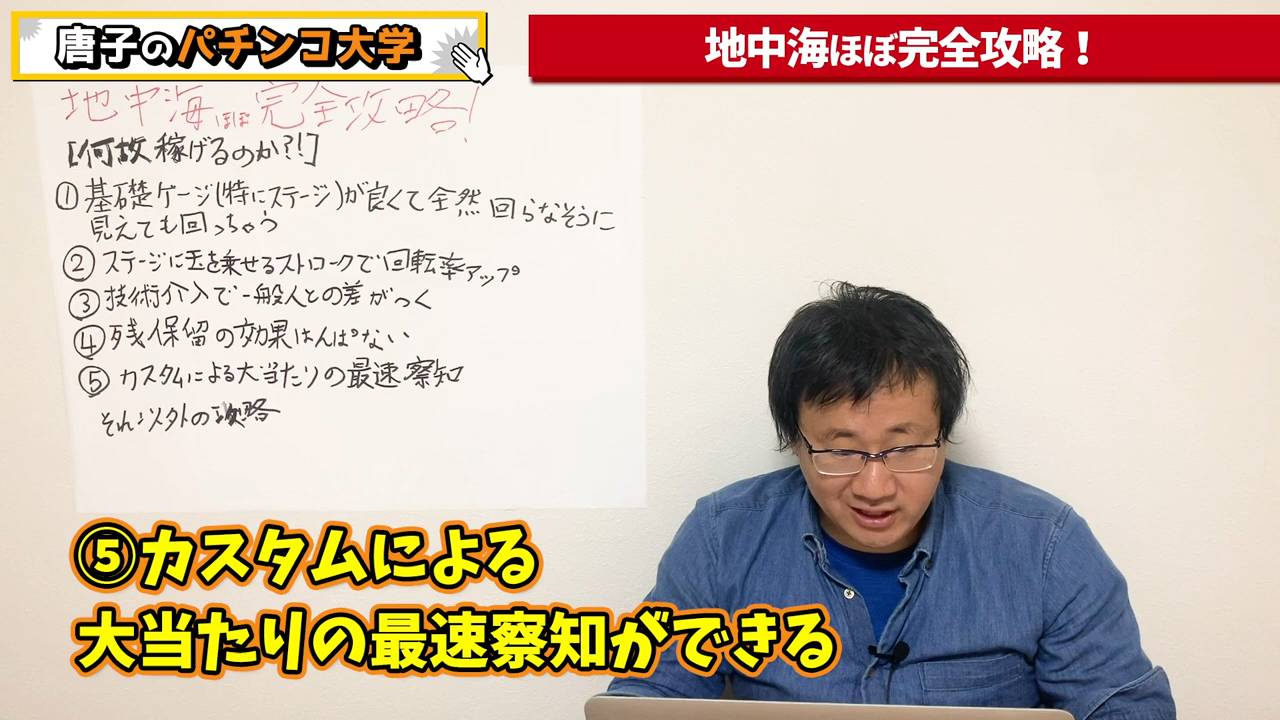 唐子のパチンコ大学
地中海ほぼ完全攻略！
地中海ほぼ完全攻略!
[何故稼げるのか?!]
①基礎ゲージ(特にステージ)が良くて全然回らなそうに
見えても回っちゃう
②ステージに玉を乗せるストロークで回転率アップ。
③技術介入で一般人との差がつく
④残保留の効果はんぱない
⑤カスタムによる大当たりの最速察知
それ以外の攻略
⑤カスタムによる
大当たりの最速察知ができる